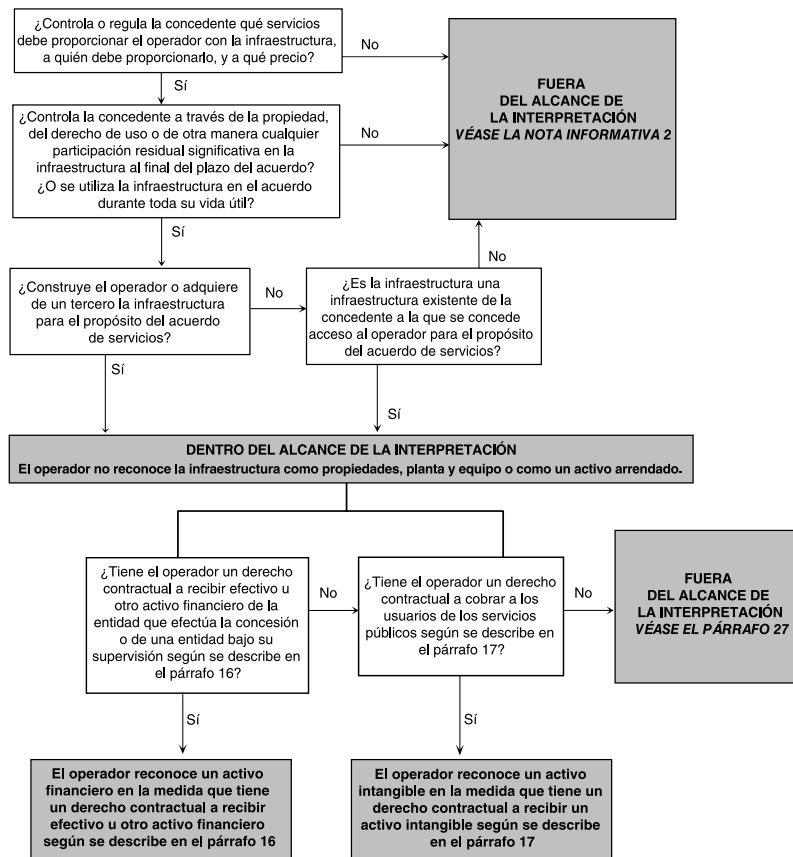 ¿Controla o regula la concedente qué servicios
debe proporcionar el operador con la infraestructura,
a quién debe proporcionarlo, y a qué precio?
No
Sí
FUERA
DEL ALCANCE DE
LA INTERPRETACIÓN
VÉASE LA NOTA INFORMATIVA 2
¿Controla la concedente a través de la propiedad,
del derecho de uso o de otra manera cualquier
participación residual significativa en la
infraestructura al final del plazo del acuerdo?
¿O se utiliza la infraestructura en el acuerdo
durante toda su vida útil?
No
Sí
No
¿Construye el operador o adquiere
de un tercero la infraestructura
para el propósito del acuerdo
de servicios?
No
¿Es la infraestructura una
infraestructura existente de la
concedente a la que se concede
acceso al operador para el propósito
del acuerdo de servicios?
Sí
Sí
DENTRO DEL ALCANCE DE LA INTERPRETACIÓN
El operador no reconoce la infraestructura como propiedades, planta y equipo o como un activo arrendado.
¿Tiene el operador un derecho
contractual a recibir efectivo u
otro activo financiero de la
entidad que efectúa la concesión
o de una entidad bajo su
supervisión según se describe en
el párrafo 16?
No
¿Tiene el operador un derecho
contractual a cobrar a los
usuarios de los servicios
públicos según se describe en
el párrafo 17?
No
FUERA
DEL ALCANCE DE
LA INTERPRETACIÓN
VÉASE EL PÁRRAFO 27
Sí
Sí
El operador reconoce un activo
financiero en la medida que tiene
un derecho contractual a recibir
efectivo u otro activo financiero
según se describe en el párrafo 16
El operador reconoce un activo
intangible en la medida que tiene un
derecho contractual a recibir un
activo intangible según se describe
en el párrafo 17